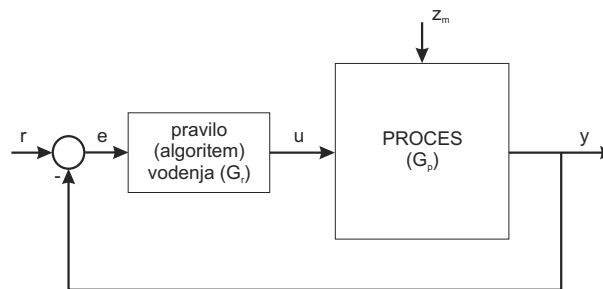 z_m
r
e
pravilo
(algoritem)
vodenja (G_r)
u
PROCES
(G_p)
y
-